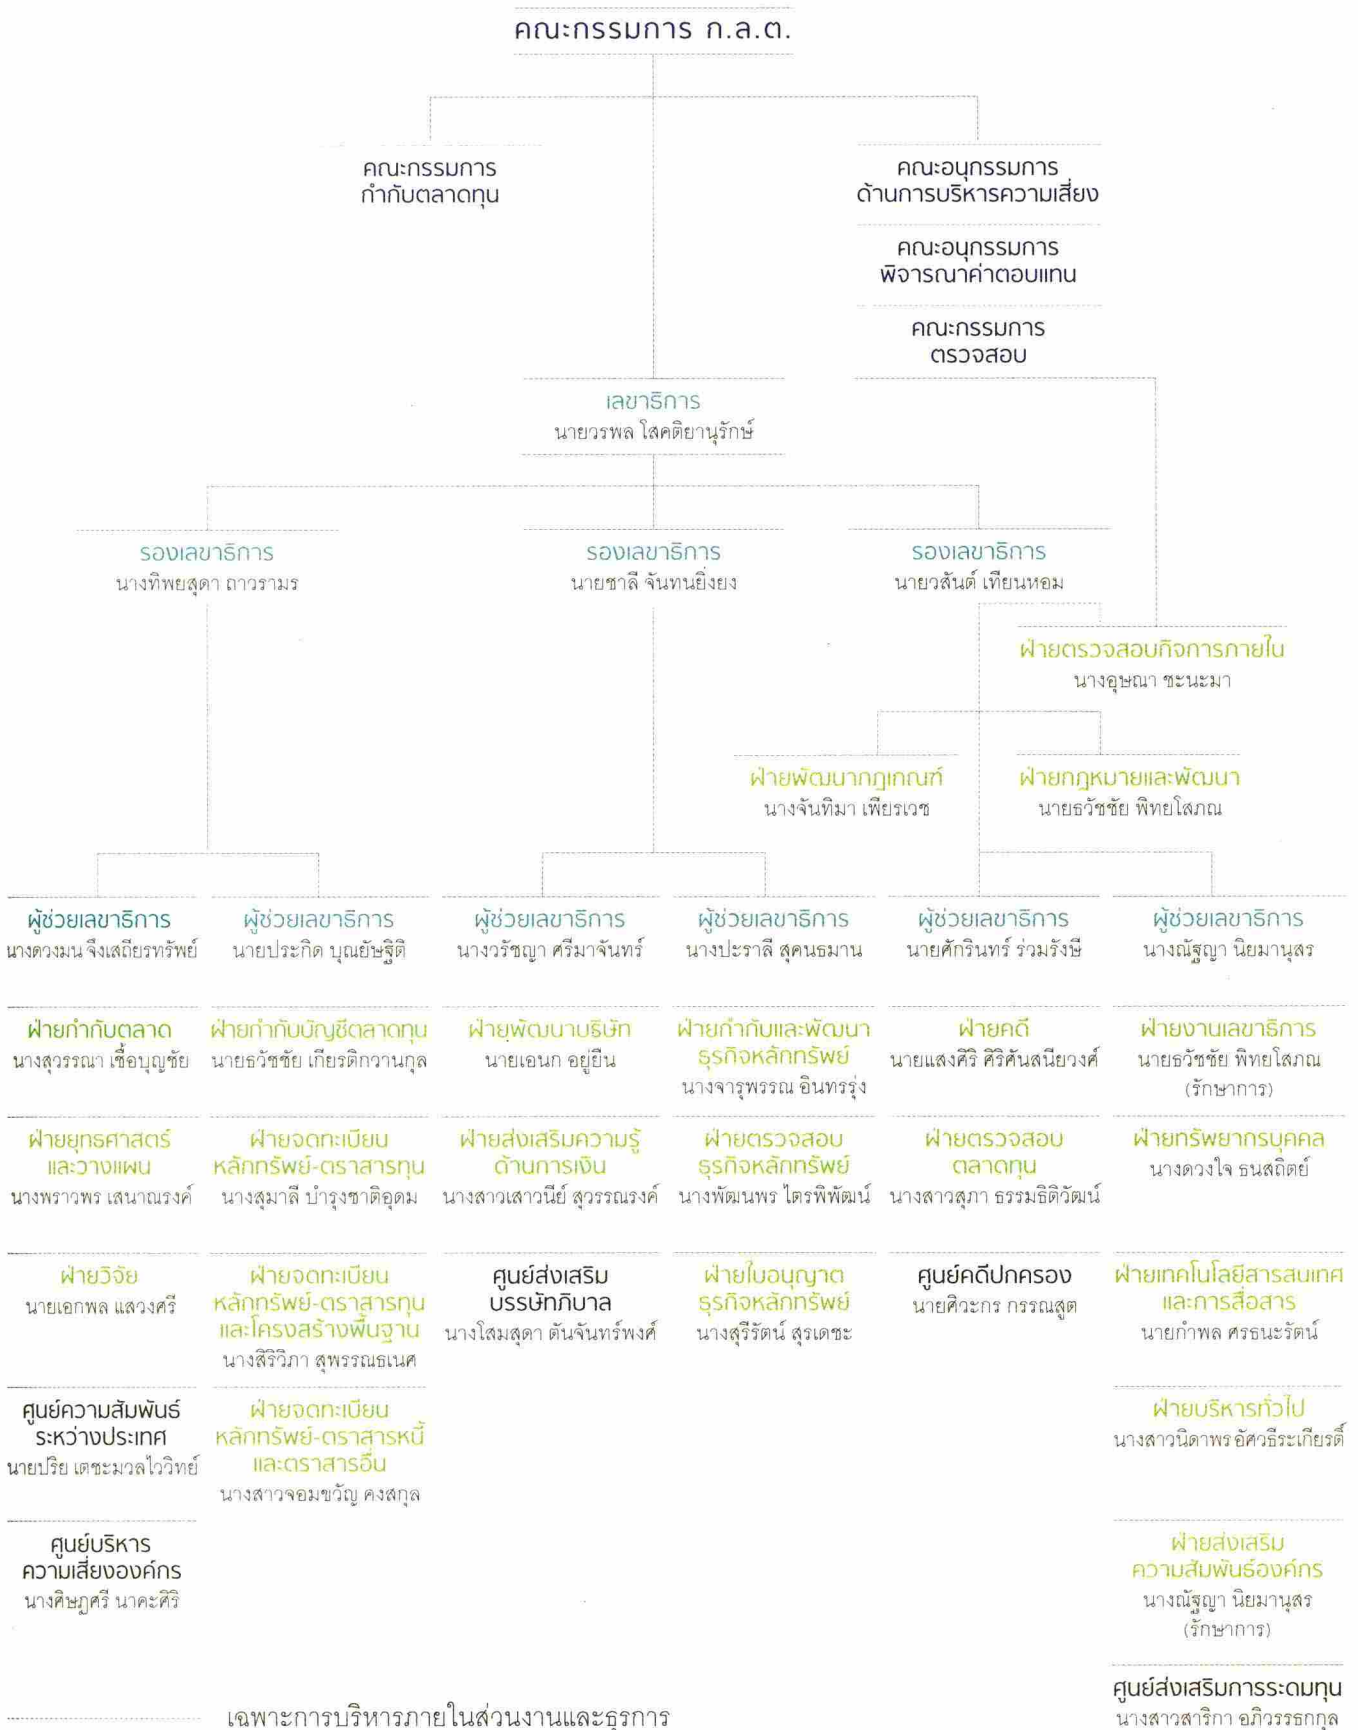 คณะกรรมการ ก.ล.ต.
คณะกรรมการ
กำกับตลาดทุน
คณะอนุกรรมการ
ด้านการบริหารความเสี่ยง
คณะอนุกรรมการ
พิจารณาค่าตอบแทน
คณะกรรมการ
ตรวจสอบ
เลขาธิการ
นายวรพล โสคติยานุรักษ์
รองเลขาธิการ
นางทิพยสุดา ถาวรามร
รองเลขาธิการ
นายชาลี จันทนยิ่งยง
รองเลขาธิการ
นายวสันต์ เทียนหอม
ฝ่ายตรวจสอบกิจการภายใน
นางอุษณา ชะนะมา
ฝ่ายพัฒนากฎเกณฑ์
นางจันทิมา เพียรเวช
ฝ่ายกฎหมายและพัฒนา
นายธวัชชัย พิทยโสภณ
ผู้ช่วยเลขาธิการ
นางดวงมน จึงเสถียรทรัพย์
ฝ่ายกำกับตลาด
นางสุวรรณา เชื้อบุญชัย
ฝ่ายยุทธศาสตร์
และวางแผน
นางพราวพร เสนาณรงค์
ฝ่ายวิจัย
นายเอกพล แสวงศรี
ศูนย์ความสัมพันธ์
ระหว่างประเทศ
นายปริย เตชะมวลไววิทย์
ศูนย์บริหาร
ความเสี่ยงองค์กร
นางศิษฎศรี นาคะศิริ
ผู้ช่วยเลขาธิการ
นายประกิด บุณยัษฐิติ
ฝ่ายกำกับบัญชีตลาดทุน
นายธวัชชัย เกียรติกวานกุล
ฝ่ายจดทะเบียน
หลักทรัพย์-ตราสารทุน
นางสุมาลี บำรุงชาติอุดม
ฝ่ายจดทะเบียน
หลักทรัพย์-ตราสารทุน
และโครงสร้างพื้นฐาน
นางสิริวิภา สุพรรณธเนศ
ฝ่ายจดทะเบียน
หลักทรัพย์-ตราสารหนี้
และตราสารอื่น
นางสาวจอมขวัญ คงสกุล
ผู้ช่วยเลขาธิการ
นางวรัชญา ศรีมาจันทร์
ฝ่ายพัฒนาบริษัท
นายเอนก อยู่ยืน
ฝ่ายส่งเสริมความรู้
ด้านการเงิน
นางสาวเสาวนีย์ สุวรรณรงค์
ศูนย์ส่งเสริม
บรรษัทภิบาล
นางโสมสุดา ตันจันทร์พงศ์
ผู้ช่วยเลขาธิการ
นางปะราลี สุคนธมาน
ฝ่ายกำกับและพัฒนา
ธุรกิจหลักทรัพย์
นางจารุพรรณ อินทรรุ่ง
ฝ่ายตรวจสอบ
ธุรกิจหลักทรัพย์
นางพัฒนพร ไตรพิพัฒน์
ฝ่ายใบอนุญาต
ธุรกิจหลักทรัพย์
นางสุรีรัตน์ สุรเดชะ
ผู้ช่วยเลขาธิการ
นายศักรินทร์ ร่วมรังษี
ฝ่ายคดี
นายแสงศิริ ศิริคันสนียวงศ์
ฝ่ายตรวจสอบ
ตลาดทุน
นางสาวสุภา ธรรมธิติวัฒน์
ศูนย์คดีปกครอง
นายศิวะกร กรรณสูต
ผู้ช่วยเลขาธิการ
นางณัฐญา นิยมานุสร
ฝ่ายงานเลขาธิการ
นายธวัชชัย พิทยโสภณ
(รักษาการ)
ฝ่ายทรัพยากรบุคคล
นางดวงใจ ธนสถิตย์
ฝ่ายเทคโนโลยีสารสนเทศ
และการสื่อสาร
นายกำพล ศรธนะรัตน์
ฝ่ายบริหารทั่วไป
นางสาวนิดาพร อัศวธีระเกียรติ์
ฝ่ายส่งเสริม
ความสัมพันธ์องค์กร
นางณัฐญา นิยมานุสร
(รักษาการ)
ศูนย์ส่งเสริมการระดมทุน
นางสาวสาริกา อภิวรรธกกุล
เฉพาะการบริหารภายในส่วนงานและธุรการ